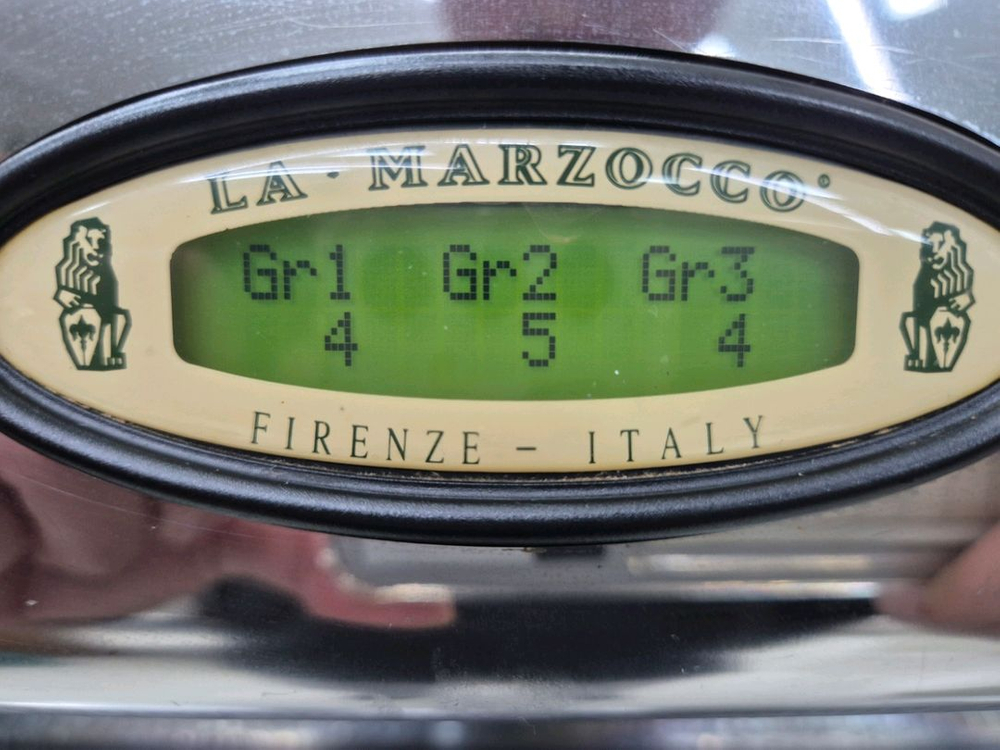 LA · MARZOCCO®
Gr1 Gr2 Gr3
4 5 4
FIRENZE – ITALY